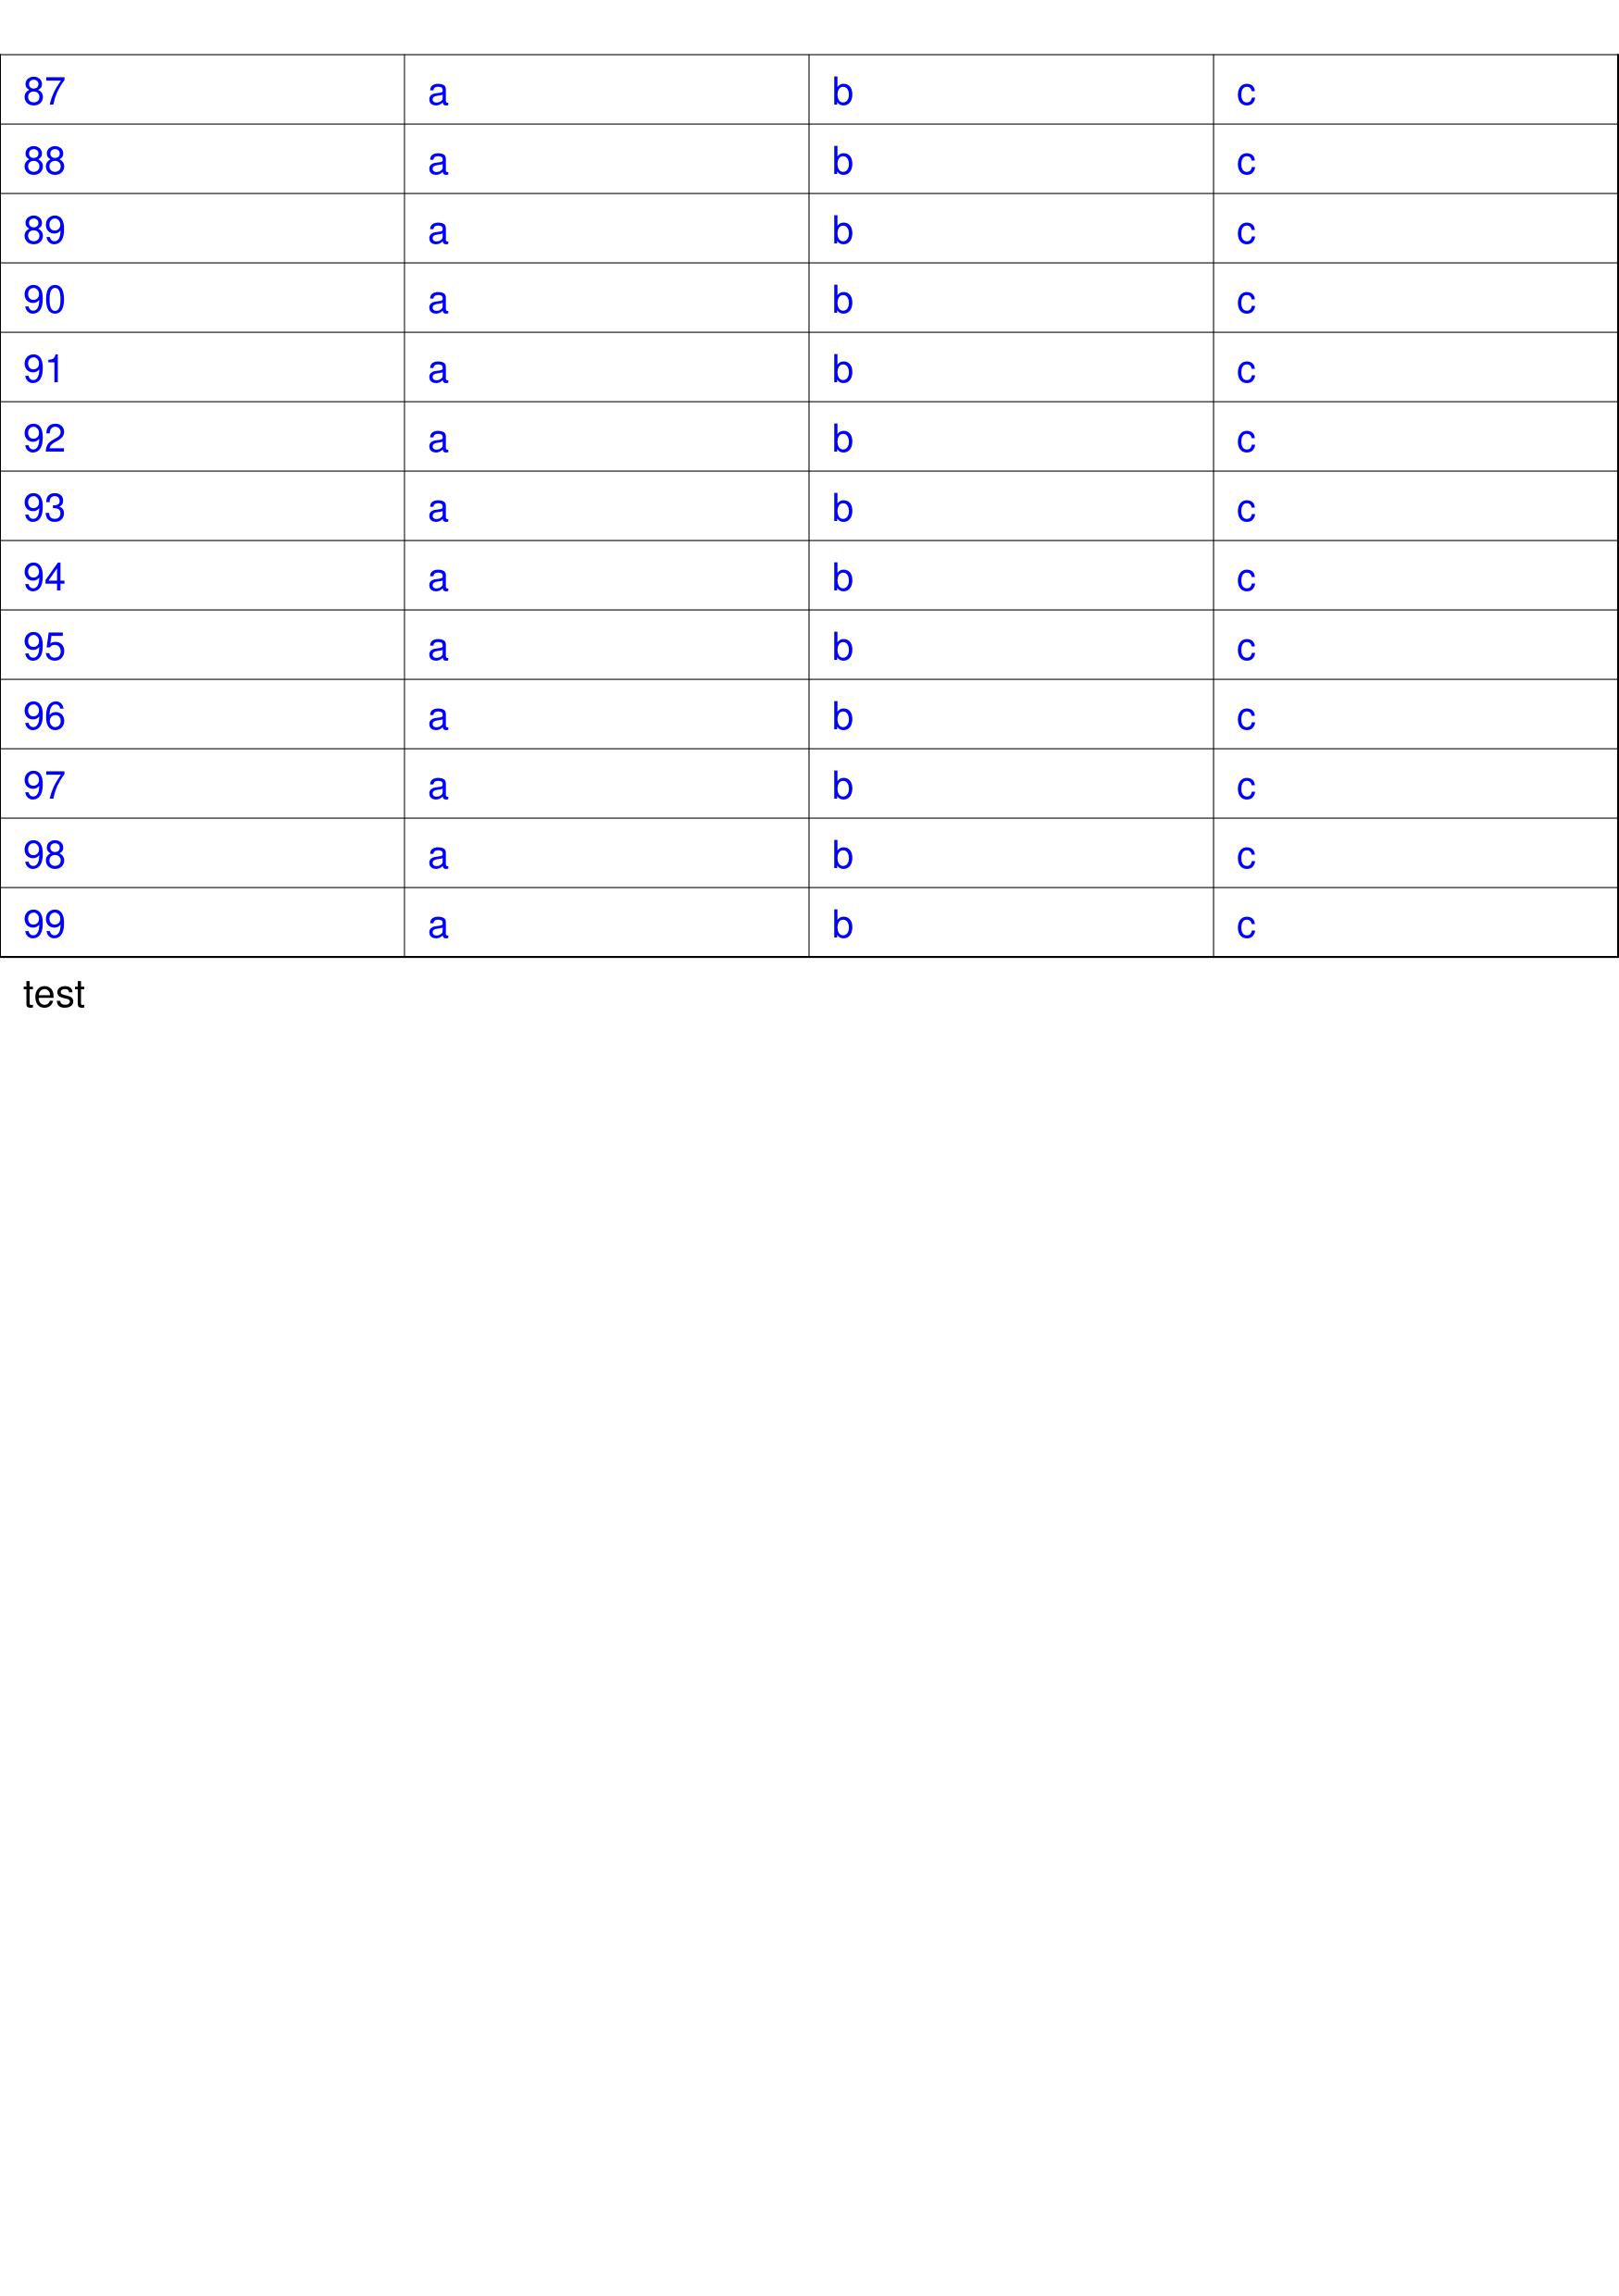 87 a b c
88 a b c
89 a b c
90 a b c
91 a b c
92 a b c
93 a b c
94 a b c
95 a b c
96 a b c
97 a b c
98 a b c
99 a b c
test